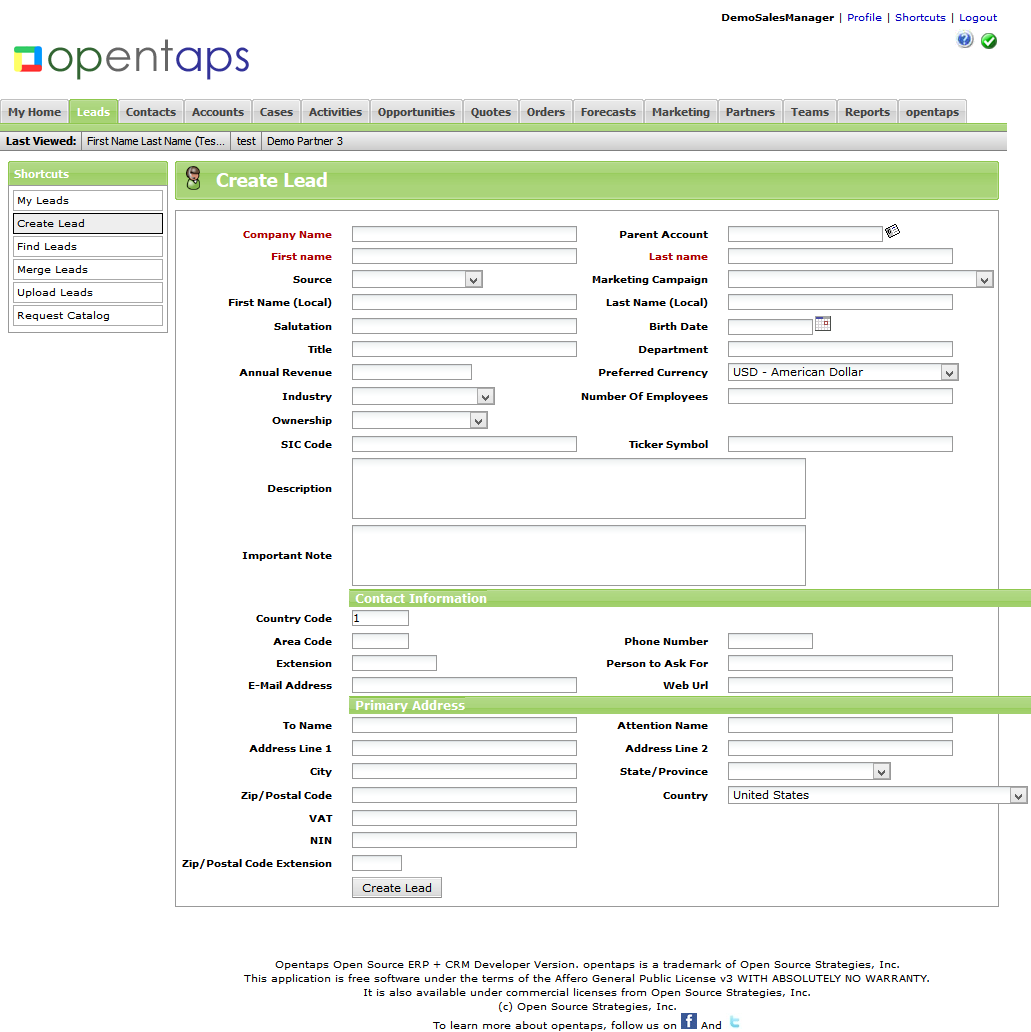 DemoSalesManager | Profile | Shortcuts | Logout
opentaps
My Home Leads Contacts Accounts Cases Activities Opportunities Quotes Orders Forecasts Marketing Partners Teams Reports opentaps
Last Viewed: First Name Last Name (Tes... test Demo Partner 3
Shortcuts
My Leads
Create Lead
Find Leads
Merge Leads
Upload Leads
Request Catalog
Create Lead
Company Name Parent Account
First name Last name
Source Marketing Campaign
First Name (Local) Last Name (Local)
Salutation Birth Date
Title Department
Annual Revenue Preferred Currency USD - American Dollar
Industry Number Of Employees
Ownership
SIC Code Ticker Symbol
Description
Important Note
Contact Information
Country Code 1
Area Code Phone Number
Extension Person to Ask For
E-Mail Address Web Url
Primary Address
To Name Attention Name
Address Line 1 Address Line 2
City State/Province
Zip/Postal Code Country United States
VAT
NIN
Zip/Postal Code Extension
Create Lead
Opentaps Open Source ERP + CRM Developer Version. opentaps is a trademark of Open Source Strategies, Inc.
This application is free software under the terms of the Affero General Public License v3 WITH ABSOLUTELY NO WARRANTY.
It is also available under commercial licenses from Open Source Strategies, Inc.
(c) Open Source Strategies, Inc.
To learn more about opentaps, follow us on f And t